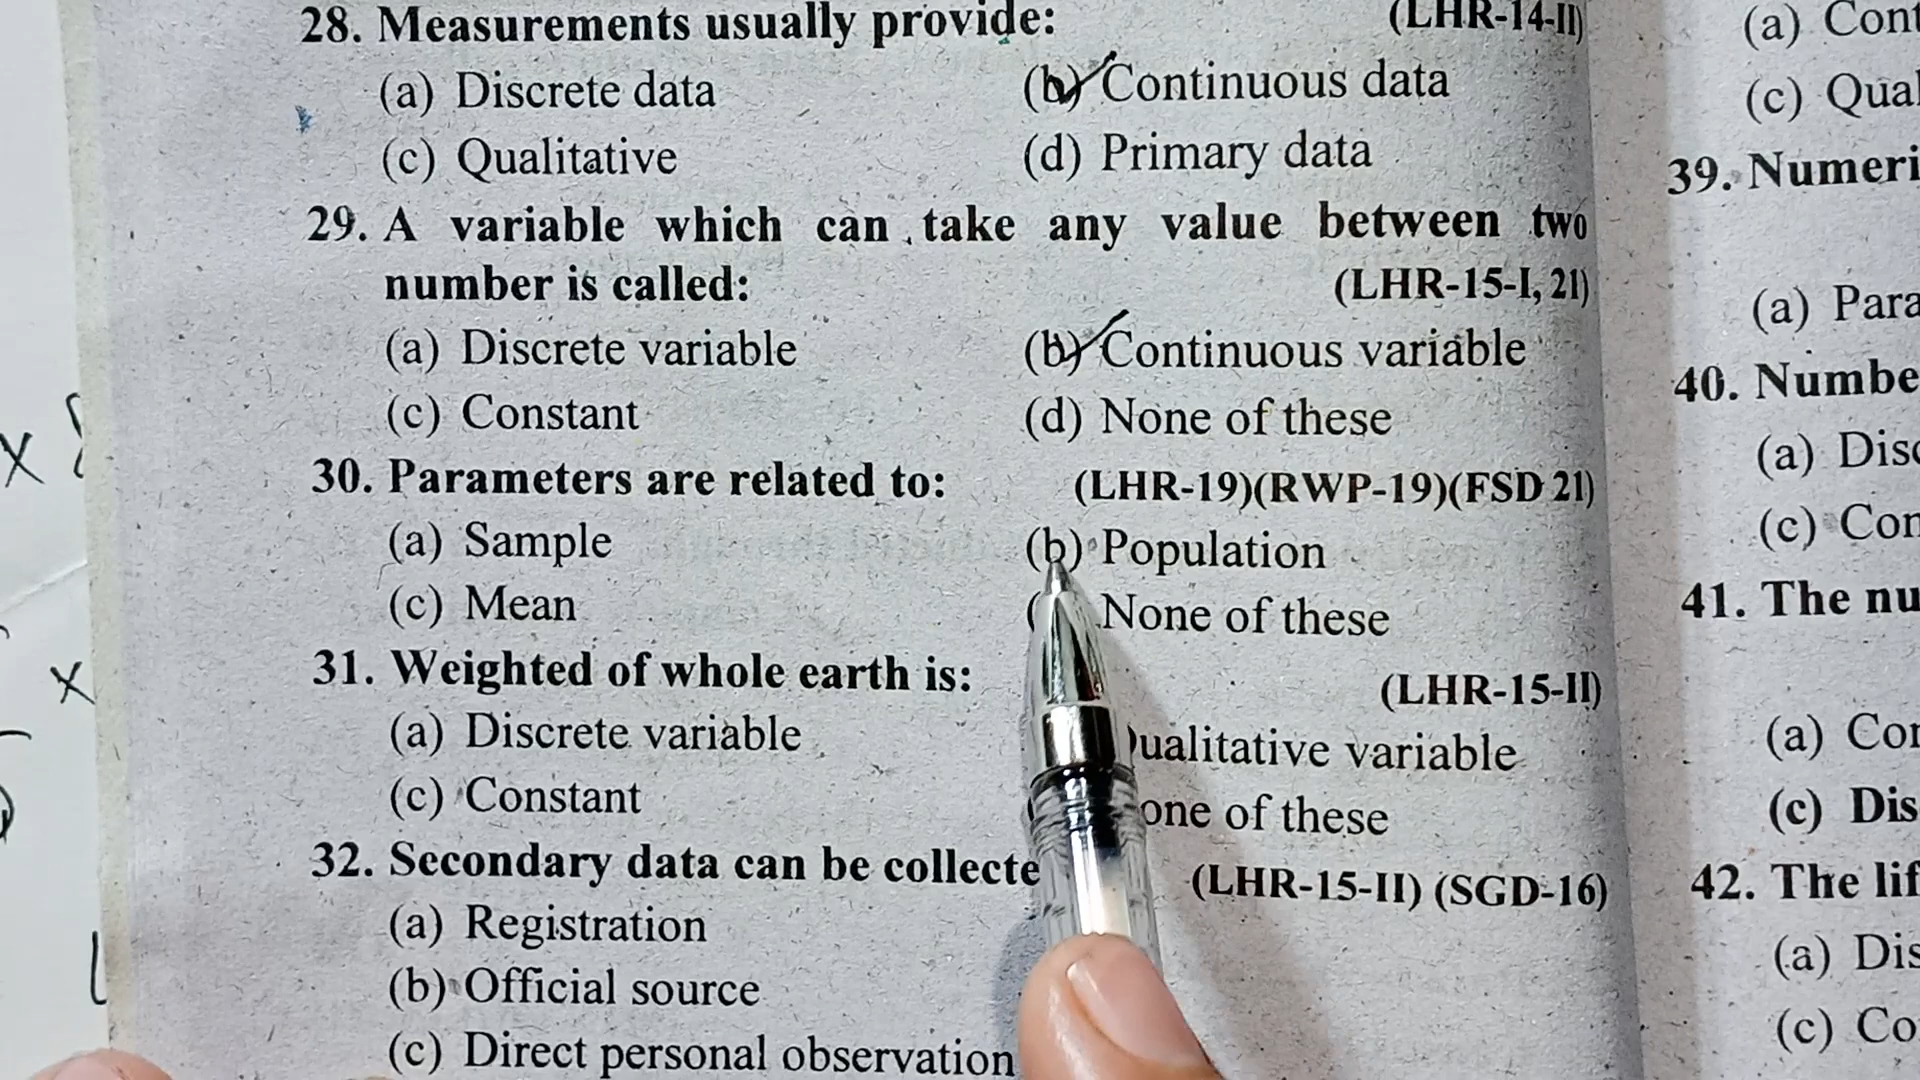 28. Measurements usually provide: (LHR-14-II)
(a) Discrete data (b) Continuous data
(c) Qualitative (d) Primary data
29. A variable which can take any value between two
number is called: (LHR-15-I, 21)
(a) Discrete variable (b) Continuous variable
(c) Constant (d) None of these
30. Parameters are related to: (LHR-19)(RWP-19)(FSD 21)
(a) Sample (b) Population
(c) Mean ( None of these
31. Weighted of whole earth is: (LHR-15-II)
(a) Discrete variable ualitative variable
(c) Constant one of these
32. Secondary data can be collecte (LHR-15-II) (SGD-16)
(a) Registration
(b) Official source
(c) Direct personal observation
(a) Cont
(c) Qual
39. Numeri
(a) Para
40. Numbe
(a) Disc
(c) Con
41. The nu
(a) Cor
(c) Dis
42. The lif
(a) Dis
(c) Co